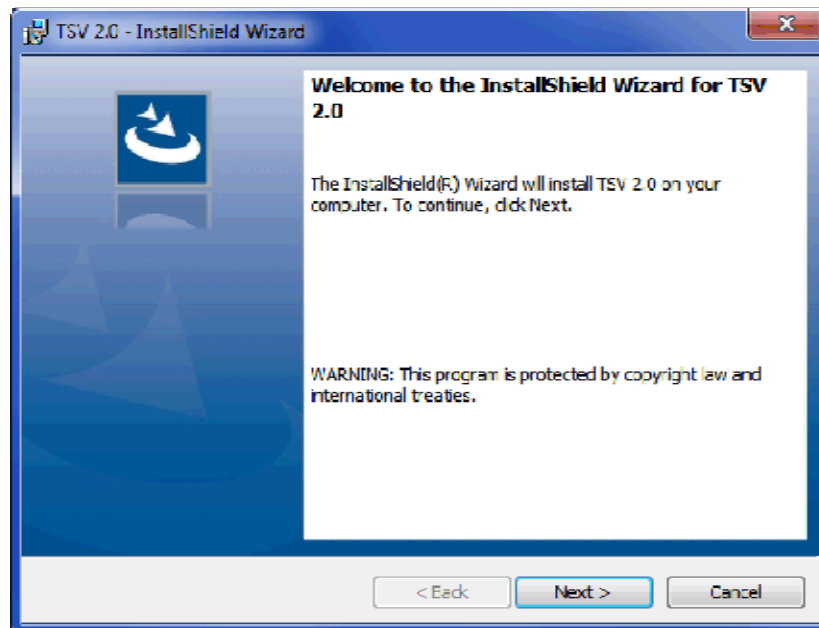 TSV 2.0 - InstallShield Wizard
Welcome to the InstallShield Wizard for TSV
2.0
The InstallShield(R) Wizard will install TSV 2.0 on your
computer. To continue, click Next.
WARNING: This program is protected by copyright law and
international treaties.
< Back
Next >
Cancel